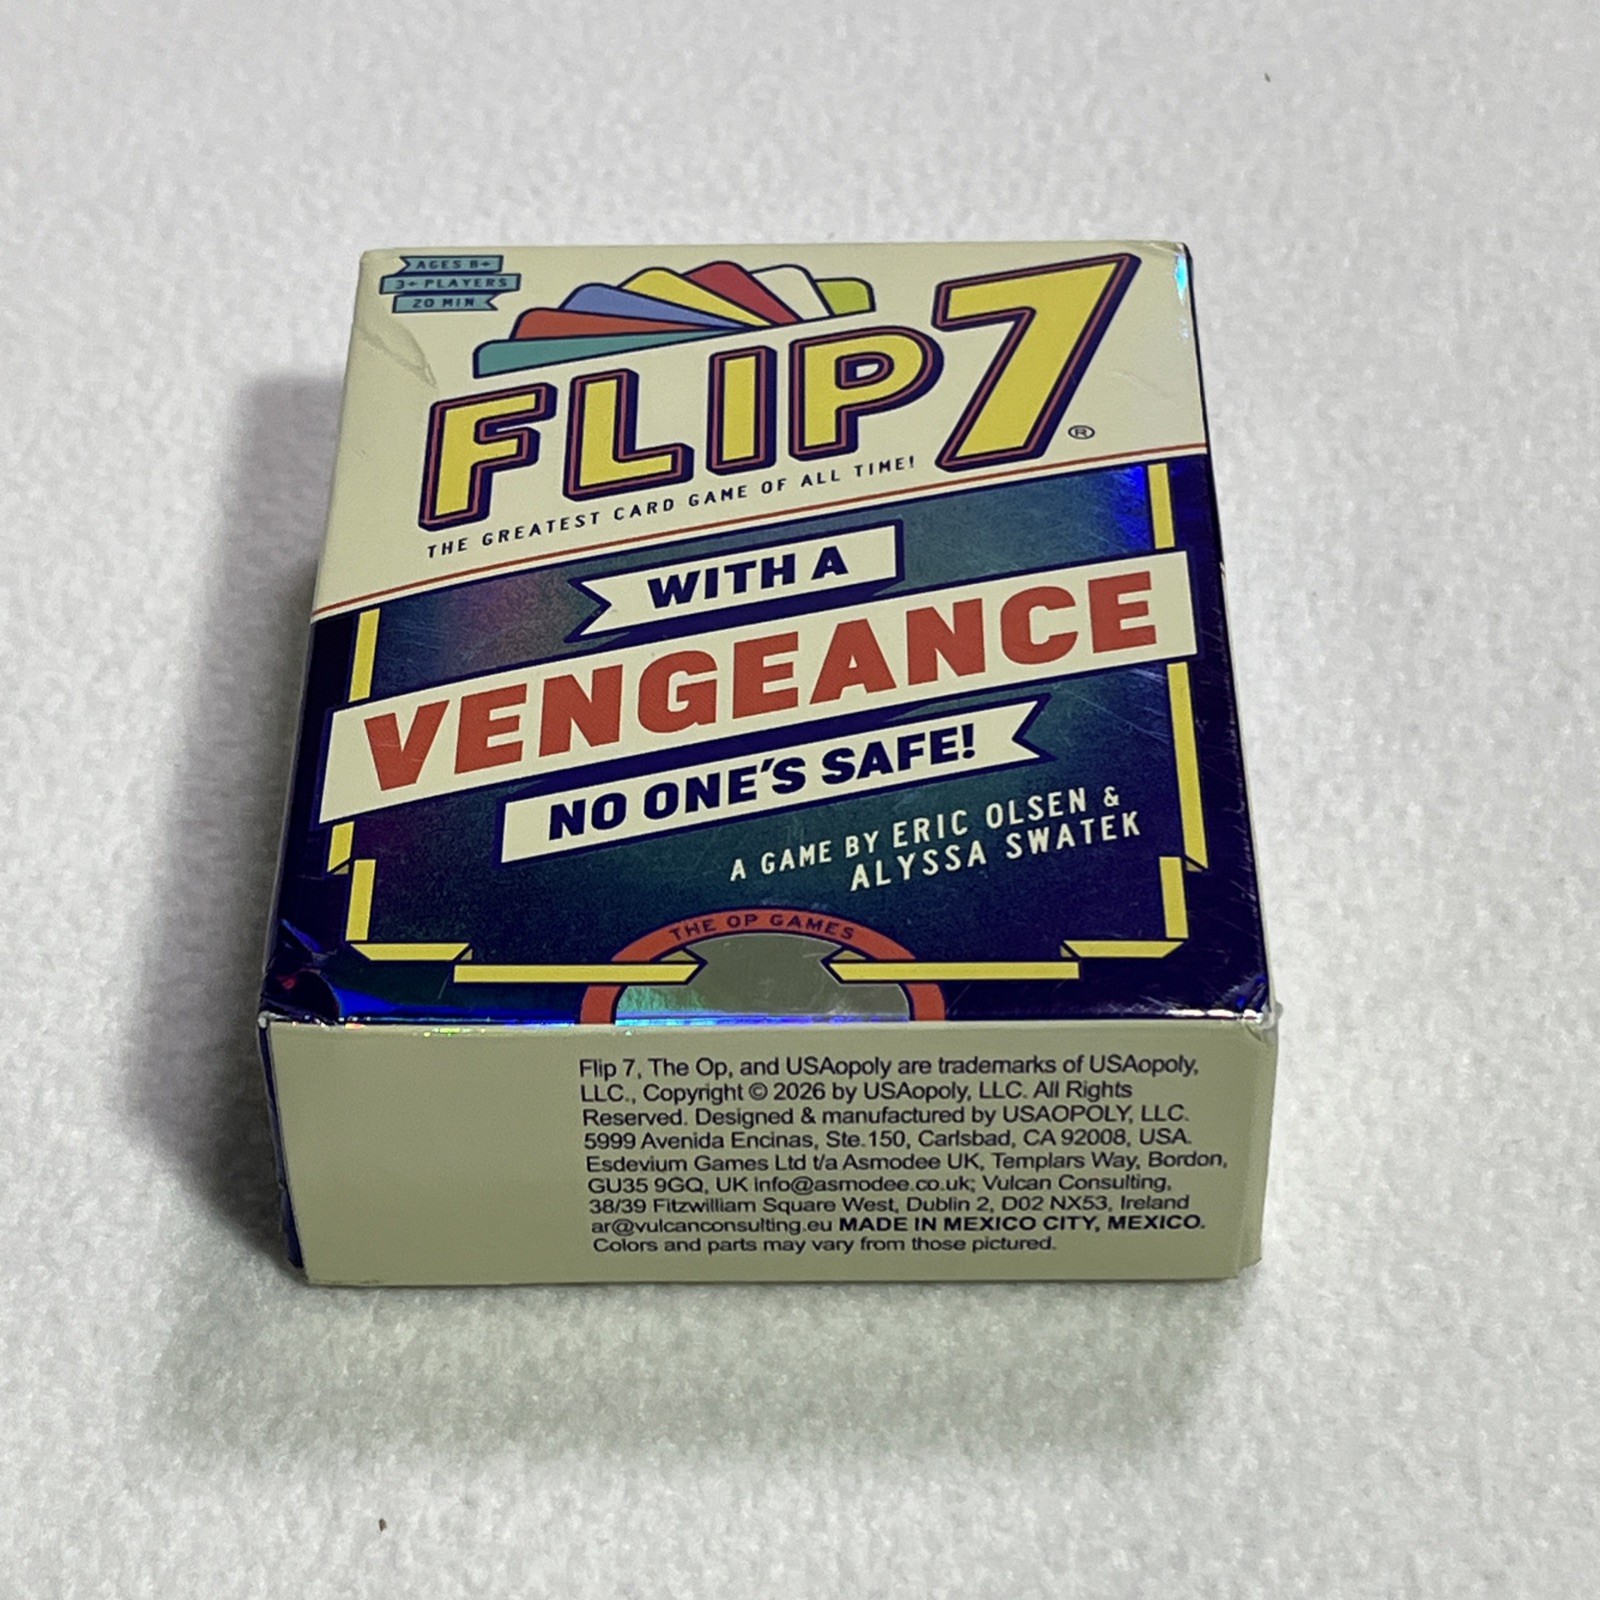 AGES 8+
3+ PLAYERS
20 MIN
FLIP 7®
THE GREATEST CARD GAME OF ALL TIME!
WITH A
VENGEANCE
NO ONE'S SAFE!
A GAME BY ERIC OLSEN &
ALYSSA SWATEK
THE OP GAMES
Flip 7, The Op, and USAopoly are trademarks of USAopoly,
LLC., Copyright © 2026 by USAopoly, LLC. All Rights
Reserved. Designed & manufactured by USAOPOLY, LLC.
5999 Avenida Encinas, Ste.150, Carlsbad, CA 92008, USA.
Esdevium Games Ltd t/a Asmodee UK, Templars Way, Bordon,
GU35 9GQ, UK info@asmodee.co.uk; Vulcan Consulting,
38/39 Fitzwilliam Square West, Dublin 2, D02 NX53, Ireland
ar@vulcanconsulting.eu MADE IN MEXICO CITY, MEXICO.
Colors and parts may vary from those pictured.